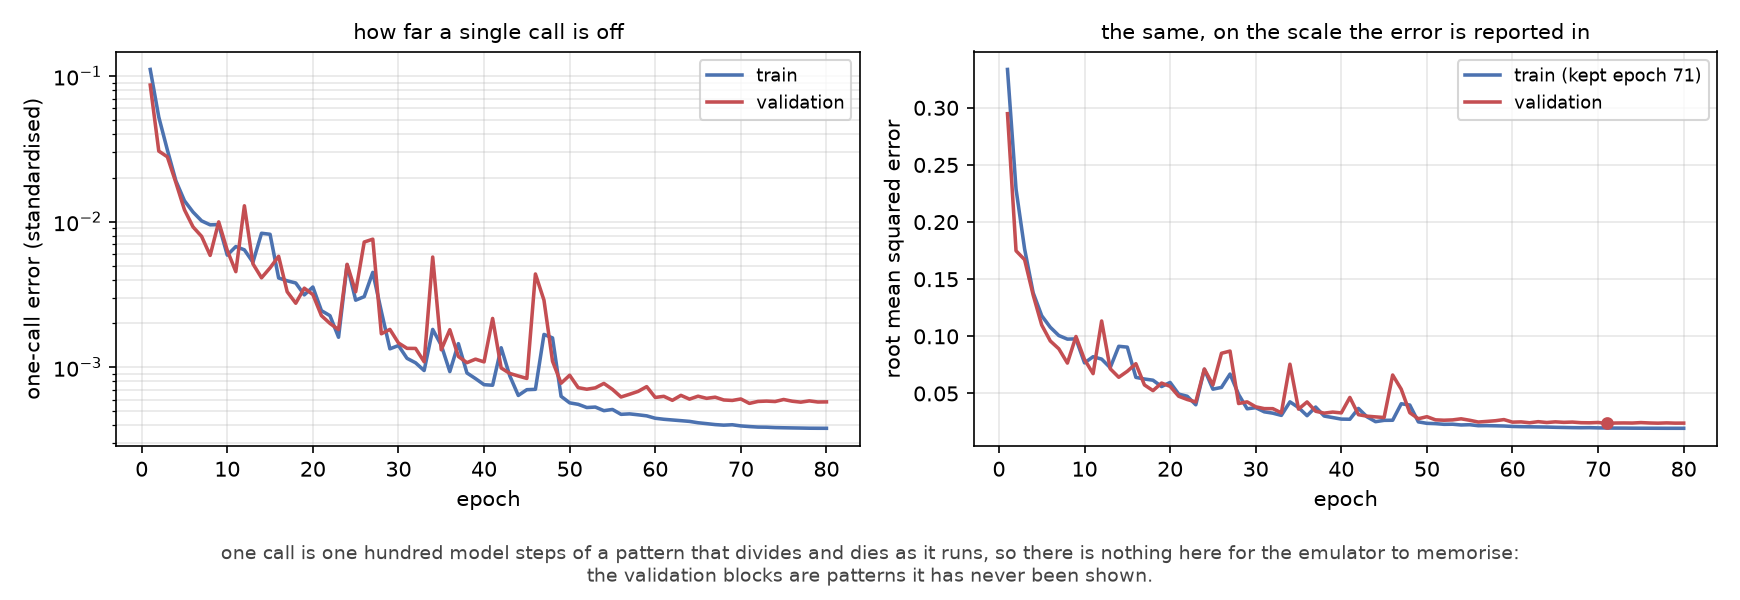 how far a single call is off
one-call error (standardised)
10⁻¹
10⁻²
10⁻³
train
validation
0 10 20 30 40 50 60 70 80
epoch
the same, on the scale the error is reported in
root mean squared error
0.30
0.25
0.20
0.15
0.10
0.05
train (kept epoch 71)
validation
0 10 20 30 40 50 60 70 80
epoch
one call is one hundred model steps of a pattern that divides and dies as it runs, so there is nothing here for the emulator to memorise:
the validation blocks are patterns it has never been shown.